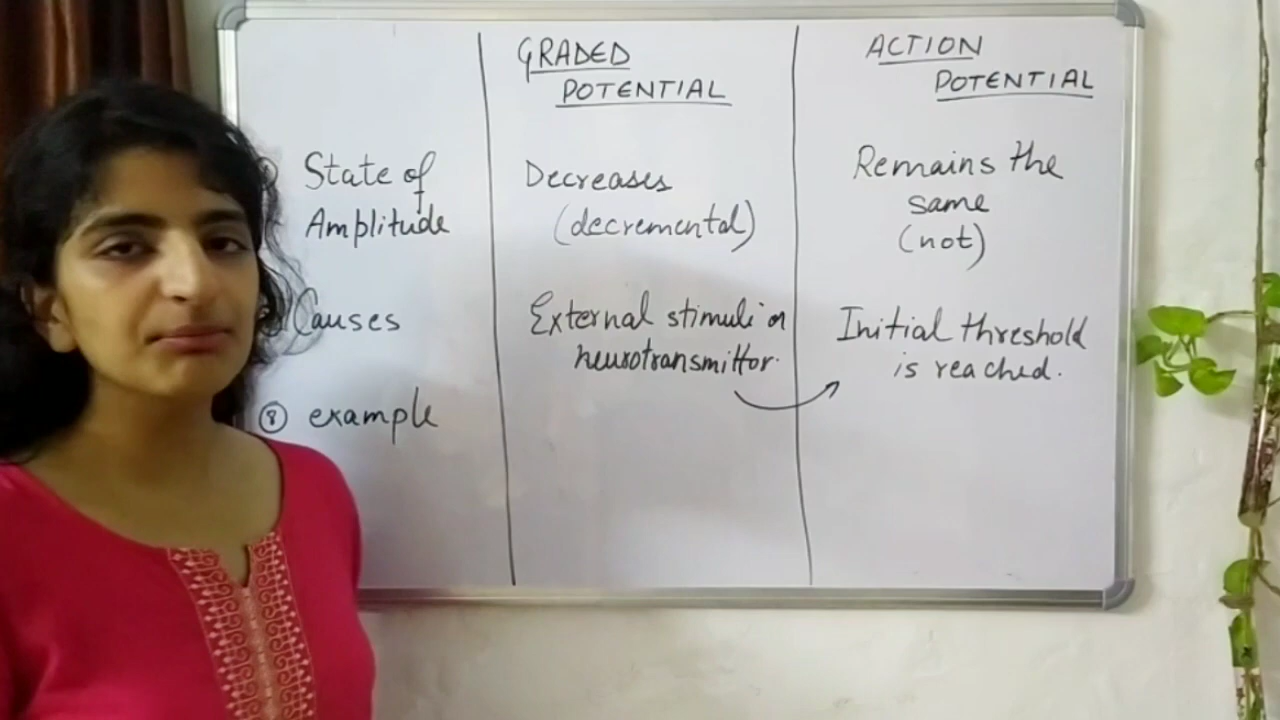 GRADED
POTENTIAL
ACTION
POTENTIAL
State of
Amplitude
Decreases
(decremental)
Remains the
same
(not)
Causes
External stimuli or
neurotransmittor.
Initial threshold
is reached.
⑧ example